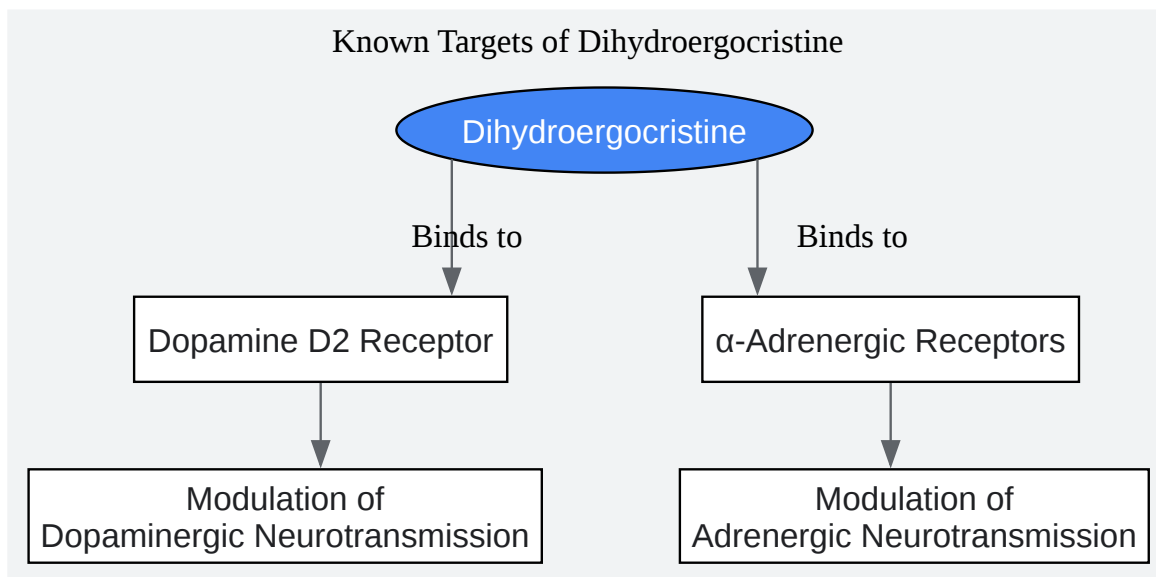 Known Targets of Dihydroergocristine
Dihydroergocristine
Binds to
Binds to
Dopamine D2 Receptor
α-Adrenergic Receptors
Modulation of
Dopaminergic Neurotransmission
Modulation of
Adrenergic Neurotransmission